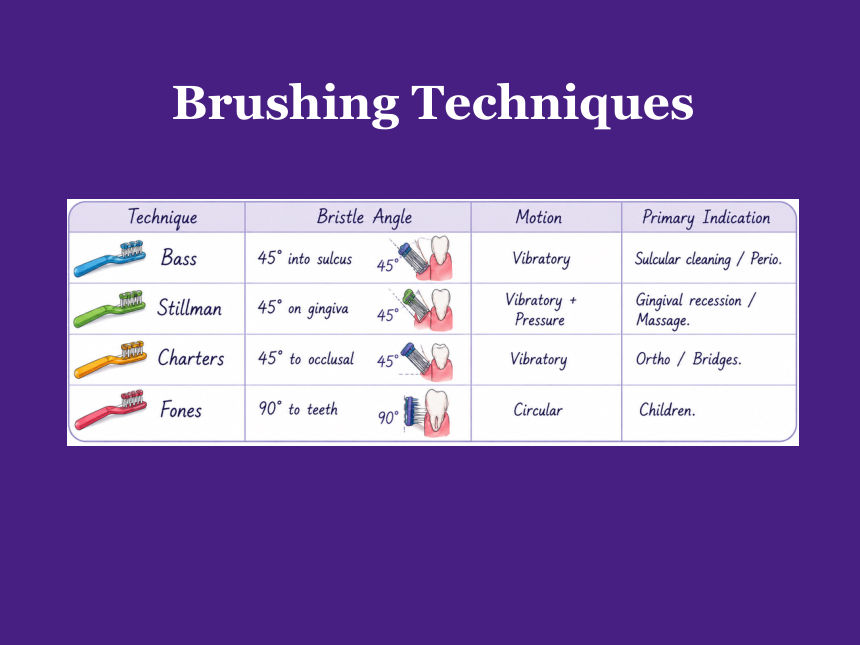 Brushing Techniques
Technique Bristle Angle Motion Primary Indication
Bass 45° into sulcus 45° Vibratory Sulcular cleaning / Perio.
Stillman 45° on gingiva 45° Vibratory + Pressure Gingival recession / Massage.
Charters 45° to occlusal 45° Vibratory Ortho / Bridges.
Fones 90° to teeth 90° Circular Children.